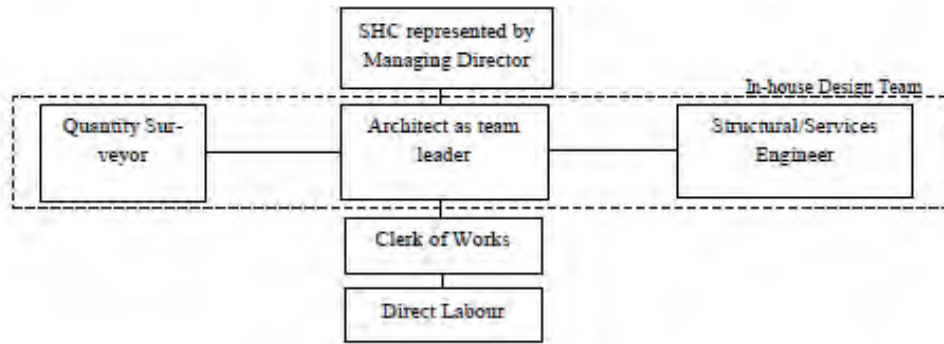 SHC represented by
Managing Director
In-house Design Team
Quantity Sur-
veyor
Architect as team
leader
Structural/Services
Engineer
Clerk of Works
Direct Labour